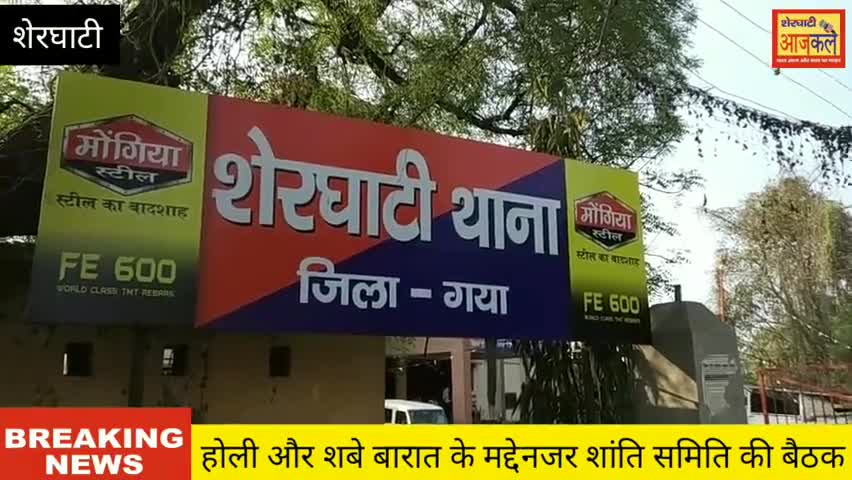 शेरघाटी
शेरघाटी
आजकल
मोंगिया
स्टील
स्टील का बादशाह
FE 600
WORLD CLASS TMT REBARS
शेरघाटी थाना
जिला - गया
मोंगिया
स्टील
स्टील का बादशाह
FE 600
WORLD CLASS TMT REBARS
BREAKING
NEWS
होली और शबे बारात के मद्देनजर शांति समिति की बैठक